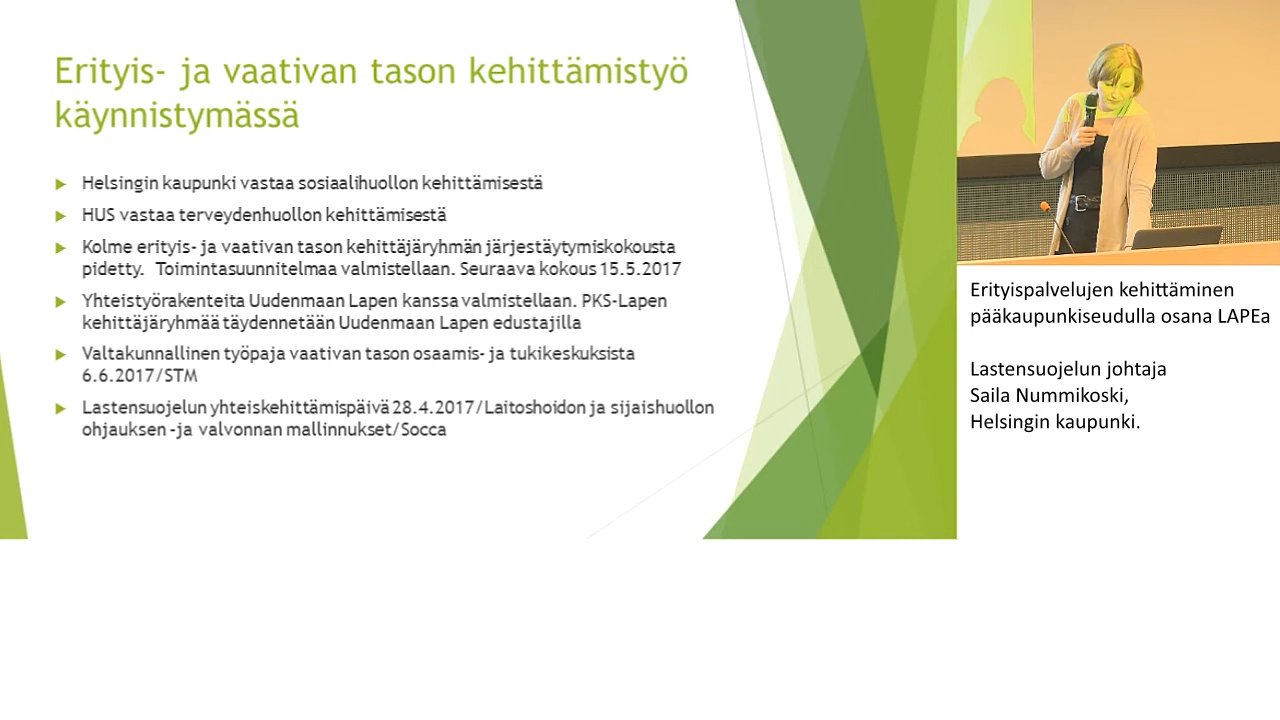 Erityis- ja vaativan tason kehittämistyö
käynnistymässä
Helsingin kaupunki vastaa sosiaalihuollon kehittämisestä
HUS vastaa terveydenhuollon kehittämisestä
Kolme erityis- ja vaativan tason kehittäjäryhmän järjestäytymiskokousta
pidetty. Toimintasuunnitelmaa valmistellaan. Seuraava kokous 15.5.2017
Yhteistyörakenteita Uudenmaan Lapen kanssa valmistellaan. PKS-Lapen
kehittäjäryhmää täydennetään Uudenmaan Lapen edustajilla
Valtakunnallinen työpaja vaativan tason osaamis- ja tukikeskuksista
6.6.2017/STM
Lastensuojelun yhteiskehittämispäivä 28.4.2017/Laitoshoidon ja sijaishuollon
ohjauksen -ja valvonnan mallinnukset/Socca
Erityispalvelujen kehittäminen
pääkaupunkiseudulla osana LAPEa
Lastensuojelun johtaja
Saila Nummikoski,
Helsingin kaupunki.